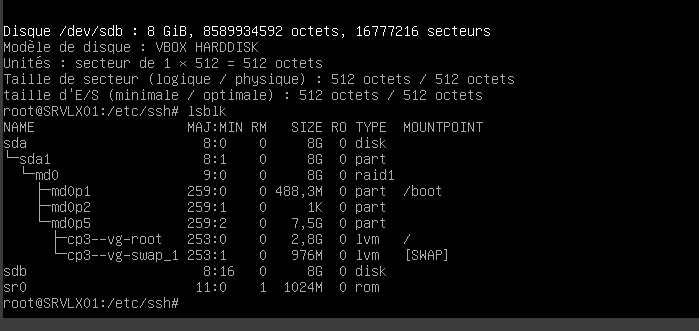 Disque /dev/sdb : 8 GiB, 8589934592 octets, 16777216 secteurs
Modèle de disque : VBOX HARDDISK
Unités : secteur de 1 × 512 = 512 octets
Taille de secteur (logique / physique) : 512 octets / 512 octets
taille d'E/S (minimale / optimale) : 512 octets / 512 octets
root@SRVLX01:/etc/ssh# lsblk
NAME                  MAJ:MIN RM   SIZE RO TYPE  MOUNTPOINT
sda                     8:0    0     8G  0 disk
└─sda1                  8:1    0     8G  0 part
  └─md0                 9:0    0     8G  0 raid1
    ├─md0p1           259:0    0 488,3M  0 part  /boot
    ├─md0p2           259:1    0     1K  0 part
    └─md0p5           259:2    0   7,5G  0 part
      ├─cp3--vg-root  253:0    0   2,8G  0 lvm   /
      └─cp3--vg-swap_1 253:1    0   976M  0 lvm   [SWAP]
sdb                     8:16   0     8G  0 disk
sr0                    11:0    1  1024M  0 rom
root@SRVLX01:/etc/ssh#